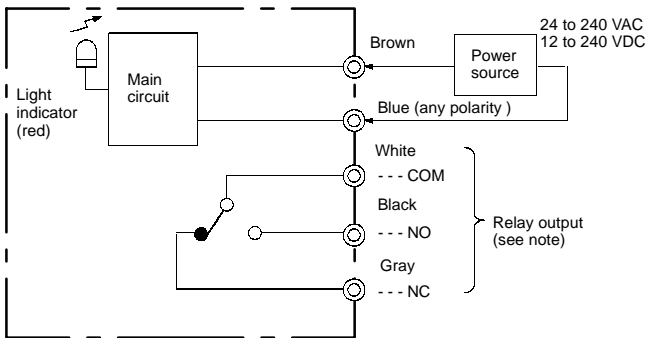 24 to 240 VAC
12 to 240 VDC
Brown
Power
source
Main
circuit
Light
indicator
(red)
Blue (any polarity )
White
- - - COM
Black
- - - NO
Relay output
(see note)
Gray
- - - NC